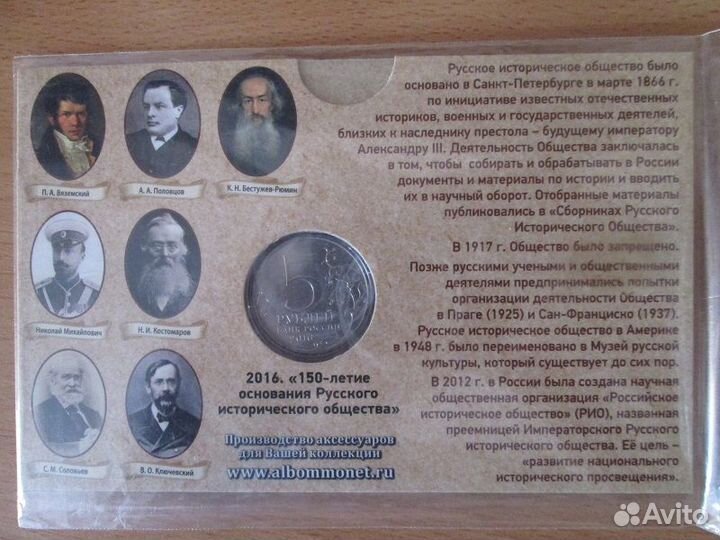 П. А. Вяземский
А. А. Половцов
К. Н. Бестужев-Рюмин
Николай Михайлович
Н. И. Костомаров
С. М. Соловьев
В. О. Ключевский
5
РУБЛЕЙ
БАНК РОССИИ
2016
2016. «150-летие
основания Русского
исторического общества»
Производство аксессуаров
для Вашей коллекции
www.albommonet.ru
Русское историческое общество было
основано в Санкт-Петербурге в марте 1866 г.
по инициативе известных отечественных
историков, военных и государственных деятелей,
близких к наследнику престола – будущему императору
Александру III. Деятельность Общества заключалась
в том, чтобы собирать и обрабатывать в России
документы и материалы по истории и вводить
их в научный оборот. Отобранные материалы
публиковались в «Сборниках Русского
Исторического Общества».
В 1917 г. Общество было запрещено.
Позже русскими учеными и общественными
деятелями предпринимались попытки
организации деятельности Общества
в Праге (1925) и Сан-Франциско (1937).
Русское историческое общество в Америке
в 1948 г. было переименовано в Музей русской
культуры, который существует до сих пор.
В 2012 г. в России была создана научная
общественная организация «Российское
историческое общество» (РИО), названная
преемницей Императорского Русского
исторического общества. Её цель –
«развитие национального
исторического просвещения».
Avito